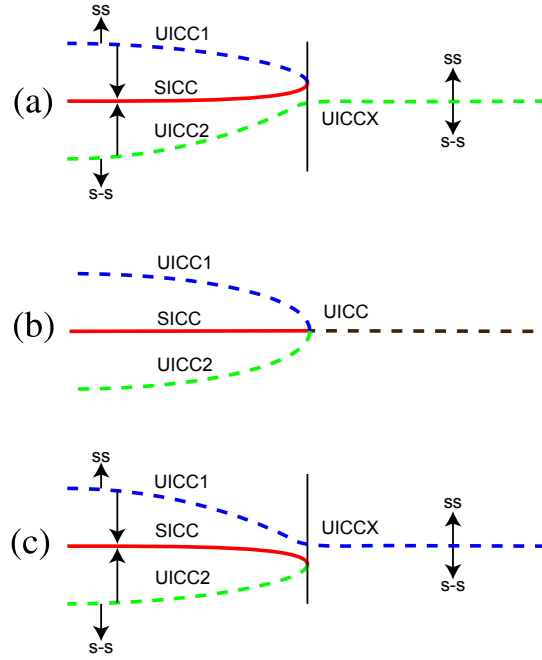 ss
UICC1
ss
(a)
SICC
UICC2
UICCX
s-s
s-s
UICC1
(b)
SICC
UICC
UICC2
ss
UICC1
ss
(c)
SICC
UICCX
UICC2
s-s
s-s